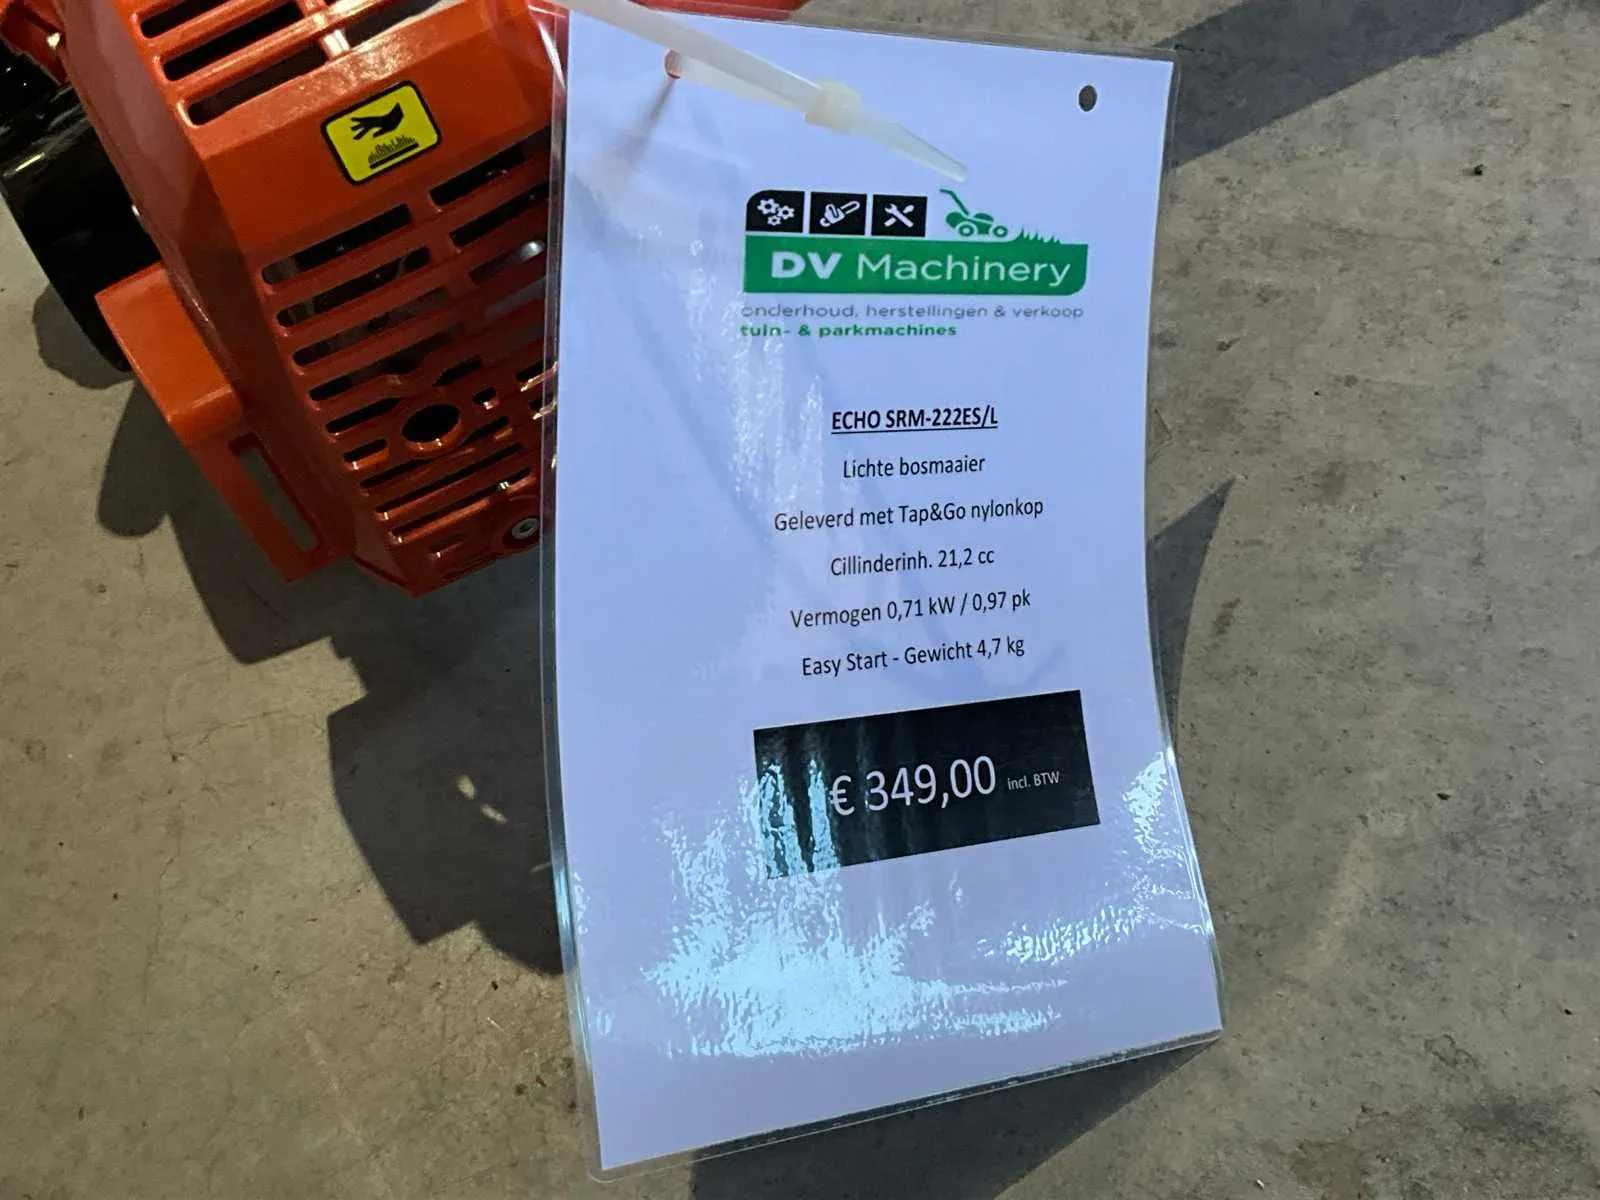 DV Machinery
onderhoud, herstellingen & verkoop
tuin- & parkmachines
ECHO SRM-222ES/L
Lichte bosmaaier
Geleverd met Tap&Go nylonkop
Cillinderinh. 21,2 cc
Vermogen 0,71 kW / 0,97 pk
Easy Start - Gewicht 4,7 kg
€ 349,00 incl. BTW